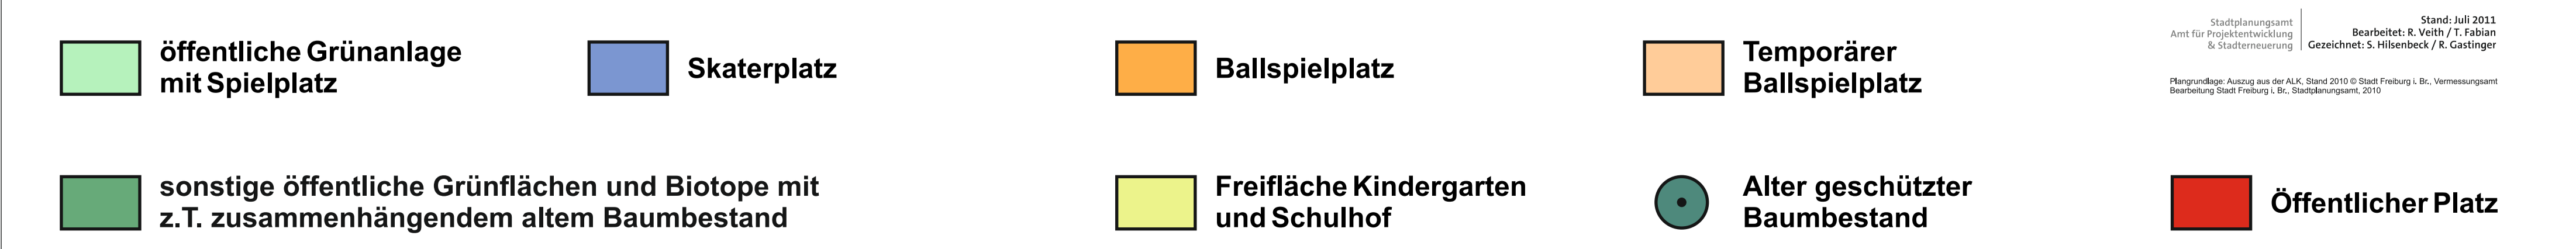 öffentliche Grünanlage
mit Spielplatz
Skaterplatz
Ballspielplatz
Temporärer
Ballspielplatz
Stadtplanungsamt
Amt für Projektentwicklung
& Stadterneuerung
Stand: Juli 2011
Bearbeitet: R. Veith / T. Fabian
Gezeichnet: S. Hilsenbeck / R. Gastinger
Plangrundlage: Auszug aus der ALK, Stand 2010 © Stadt Freiburg i. Br., Vermessungsamt
Bearbeitung Stadt Freiburg i. Br., Stadtplanungsamt, 2010
sonstige öffentliche Grünflächen und Biotope mit
z.T. zusammenhängendem altem Baumbestand
Freifläche Kindergarten
und Schulhof
Alter geschützter
Baumbestand
Öffentlicher Platz